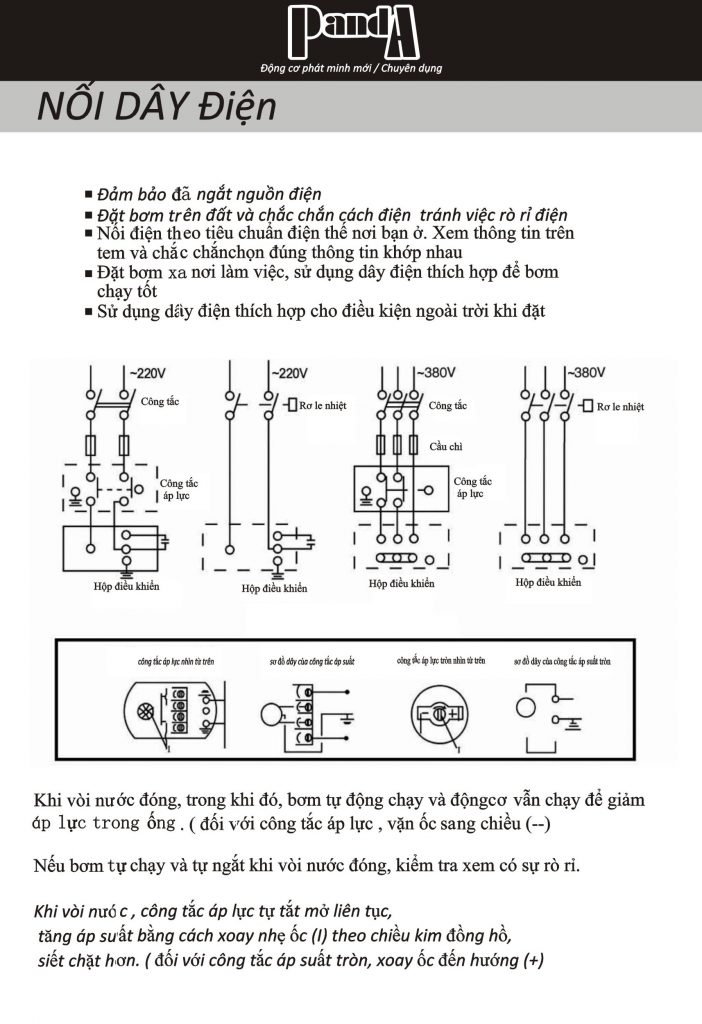 PandA
Động cơ phát minh mới / Chuyên dụng
NỐI DÂY Điện
Đảm bảo đã ngắt nguồn điện
Đặt bơm trên đất và chắc chắn cách điện tránh việc rò rỉ điện
Nối điện theo tiêu chuẩn điện thế nơi bạn ở. Xem thông tin trên
tem và chắc chắnchọn đúng thông tin khớp nhau
Đặt bơm xa nơi làm việc, sử dụng dây điện thích hợp để bơm
chạy tốt
Sử dụng dây điện thích hợp cho điều kiện ngoài trời khi đặt
~220V ~220V ~380V ~380V
Công tắc Rơ le nhiệt Công tắc Rơ le nhiệt
Cầu chì
Công tắc
áp lực
Công tắc
áp lực
Hộp điều khiển Hộp điều khiển Hộp điều khiển Hộp điều khiển
công tắc áp lực nhìn từ trên sơ đồ dây của công tắc áp suất công tắc áp lực tròn nhìn từ trên sơ đồ dây của công tắc áp suất tròn
– +
I I
Khi vòi nước đóng, trong khi đó, bơm tự động chạy và độngcơ vẫn chạy để giảm
áp lực trong ống . ( đối với công tắc áp lực , vặn ốc sang chiều (--)
Nếu bơm tự chạy và tự ngắt khi vòi nước đóng, kiểm tra xem có sự rò rỉ.
Khi vòi nướ c , công tắc áp lực tự tắt mở liên tục,
tăng áp suất bằng cách xoay nhẹ ốc (I) theo chiều kim đồng hồ,
siết chặt hơn. ( đối với công tắc áp suất tròn, xoay ốc đến hướng (+)